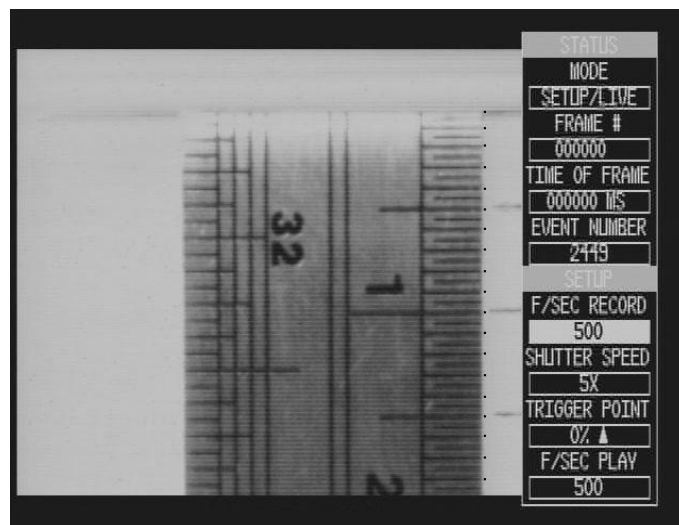 32
1
2
STATUS
MODE
SETUP/LIVE
FRAME #
000000
TIME OF FRAME
000000 MS
EVENT NUMBER
2449
SETUP
F/SEC RECORD
500
SHUTTER SPEED
5X
TRIGGER POINT
0%
F/SEC PLAY
500